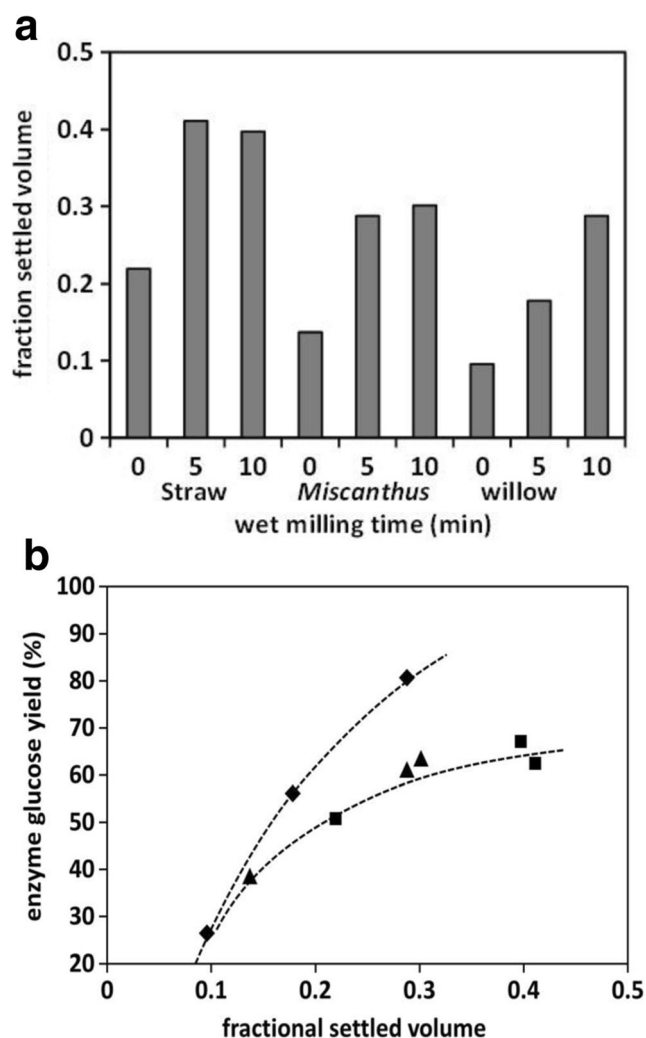 a
0.5
0.4
0.3
0.2
0.1
0
fraction settled volume
0 5 10 0 5 10 0 5 10
Straw Miscanthus willow
wet milling time (min)
b
100
90
80
70
60
50
40
30
20
enzyme glucose yield (%)
0 0.1 0.2 0.3 0.4 0.5
fractional settled volume